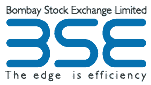 Bombay Stock Exchange Limited
BSE
The edge is efficiency